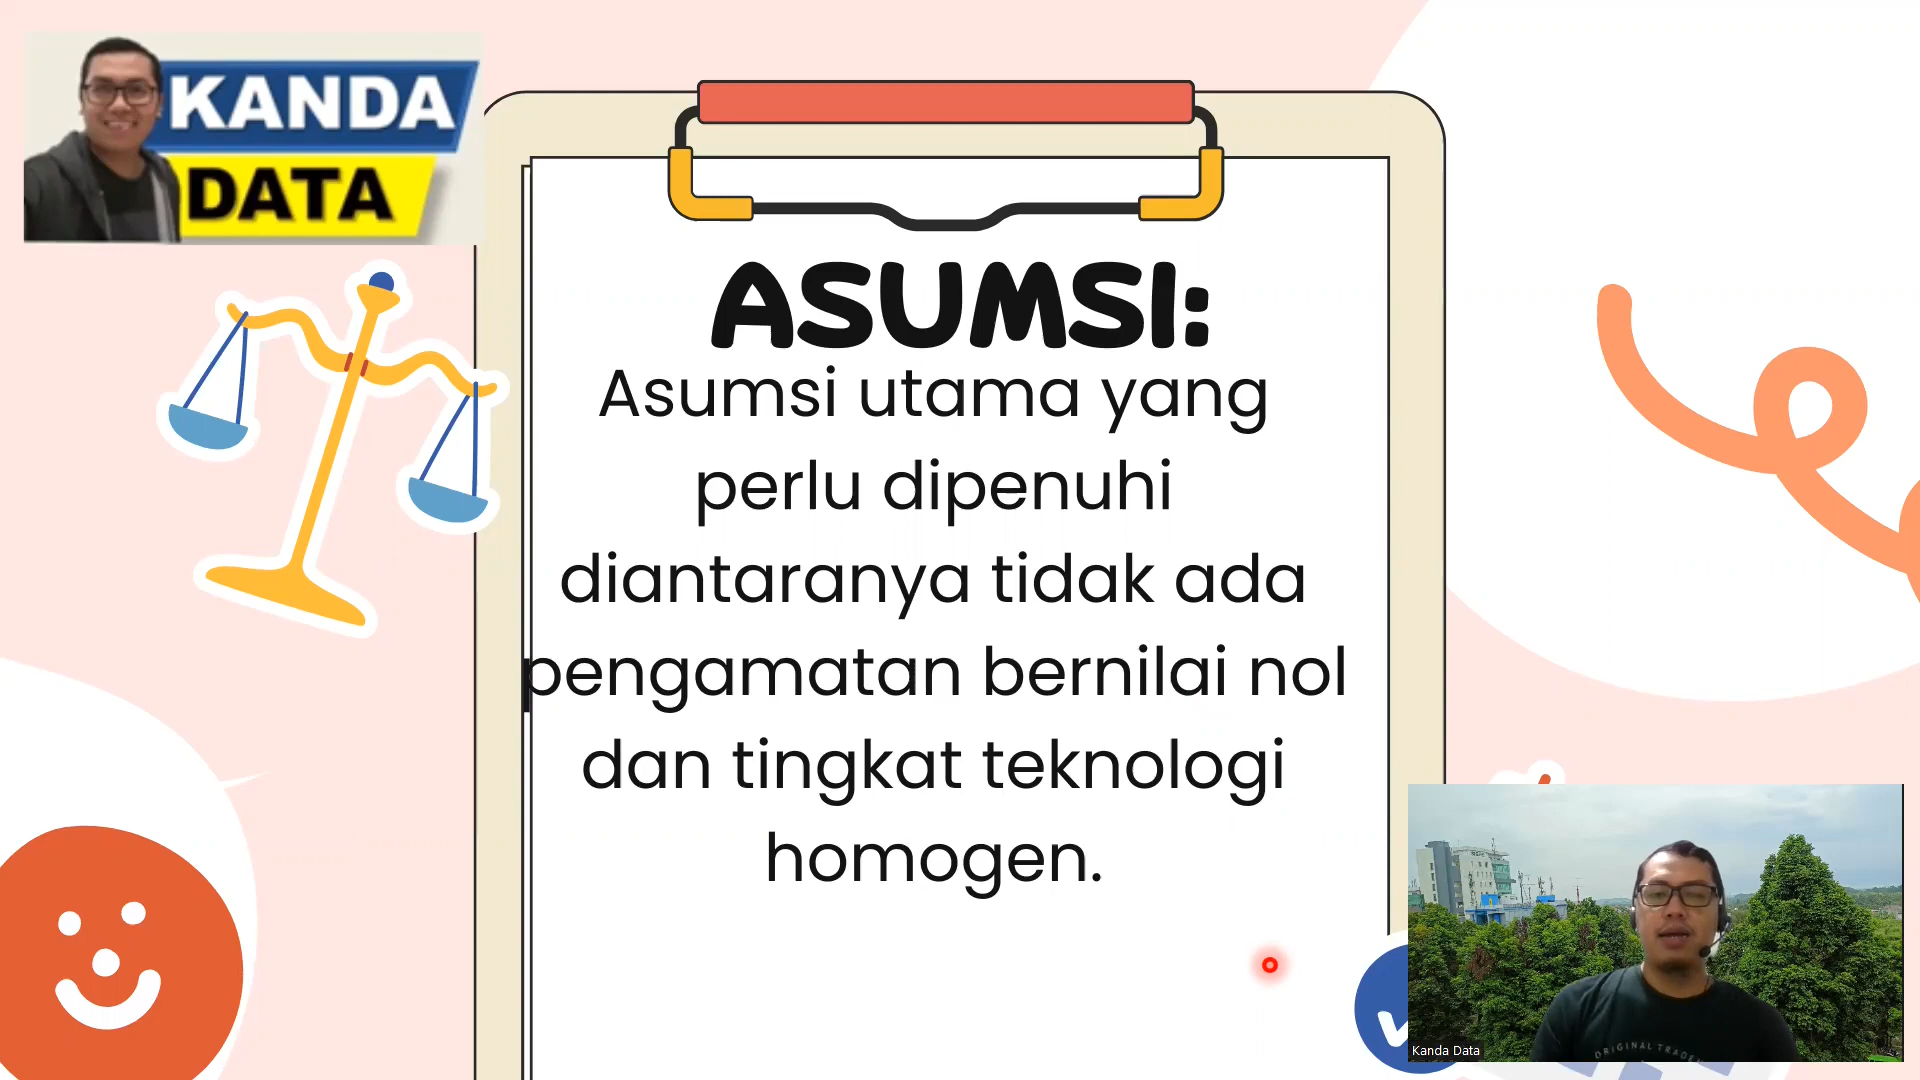 KANDA
DATA
ASUMSI:
Asumsi utama yang
perlu dipenuhi
diantaranya tidak ada
pengamatan bernilai nol
dan tingkat teknologi
homogen.
Kanda Data
ORIGINAL